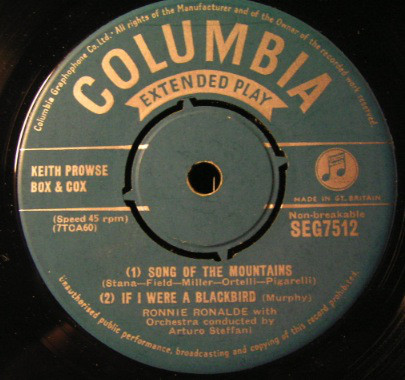 Columbia Graphophone Co. Ltd. - All rights of the Manufacturer and of the Owner of the recorded work reserved.
COLUMBIA
EXTENDED PLAY
KEITH PROWSE
BOX & COX
MADE IN GT. BRITAIN
(Speed 45 rpm)
(7TCA60)
Non-breakable
SEG7512
(1) SONG OF THE MOUNTAINS
(Stana-Field-Miller-Ortelli-Pigarelli)
(2) IF I WERE A BLACKBIRD (Murphy)
RONNIE RONALDE with
Orchestra conducted by
Arturo Steffani
Unauthorised public performance, broadcasting and copying of this record prohibited.